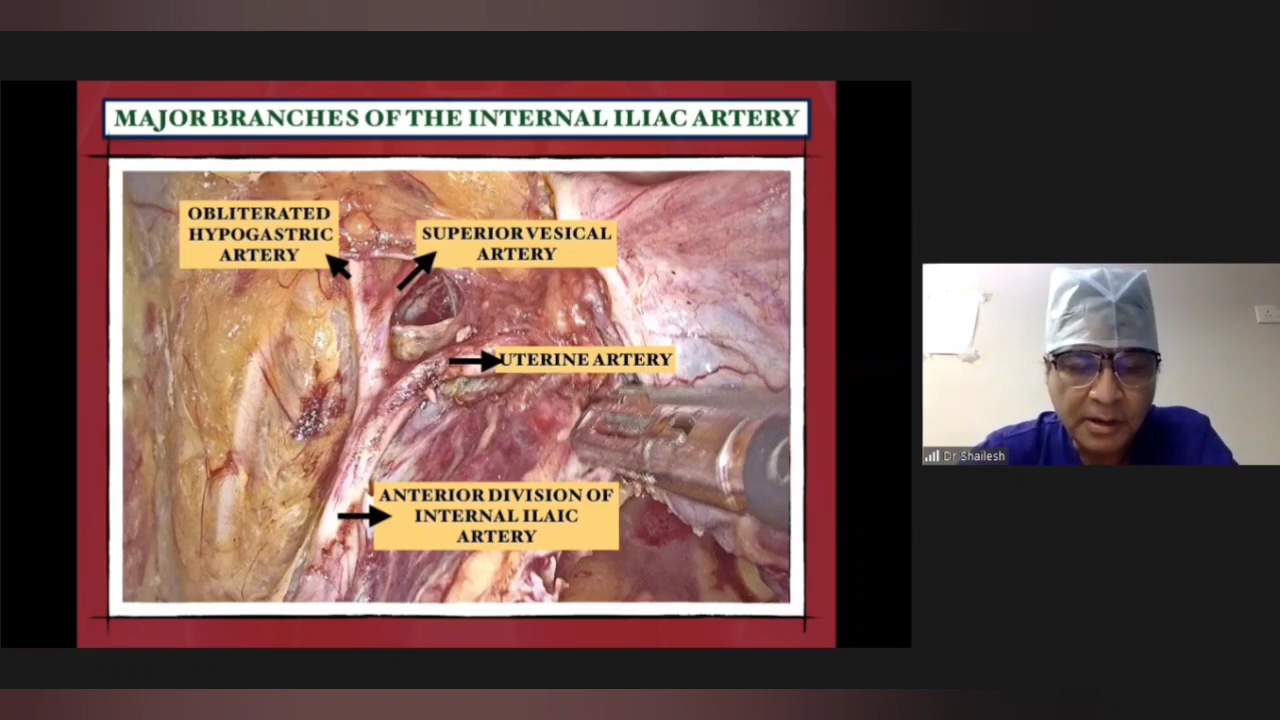 MAJOR BRANCHES OF THE INTERNAL ILIAC ARTERY
OBLITERATED
HYPOGASTRIC
ARTERY
SUPERIOR VESICAL
ARTERY
UTERINE ARTERY
ANTERIOR DIVISION OF
INTERNAL ILAIC
ARTERY
Dr Shailesh